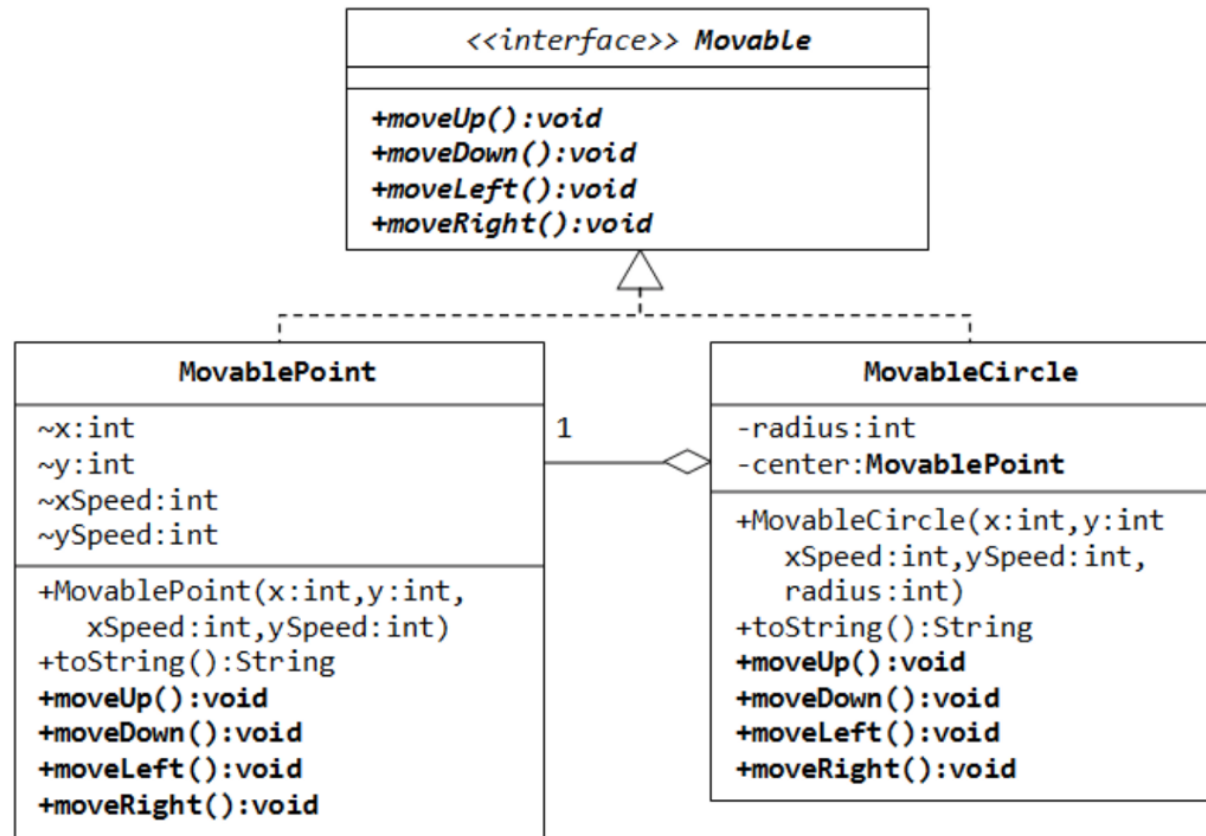 <<interface>> Movable
+moveUp():void
+moveDown():void
+moveLeft():void
+moveRight():void
MovablePoint
~x:int
~y:int
~xSpeed:int
~ySpeed:int
+MovablePoint(x:int,y:int,
xSpeed:int,ySpeed:int)
+toString():String
+moveUp():void
+moveDown():void
+moveLeft():void
+moveRight():void
1
MovableCircle
-radius:int
-center:MovablePoint
+MovableCircle(x:int,y:int
xSpeed:int,ySpeed:int,
radius:int)
+toString():String
+moveUp():void
+moveDown():void
+moveLeft():void
+moveRight():void